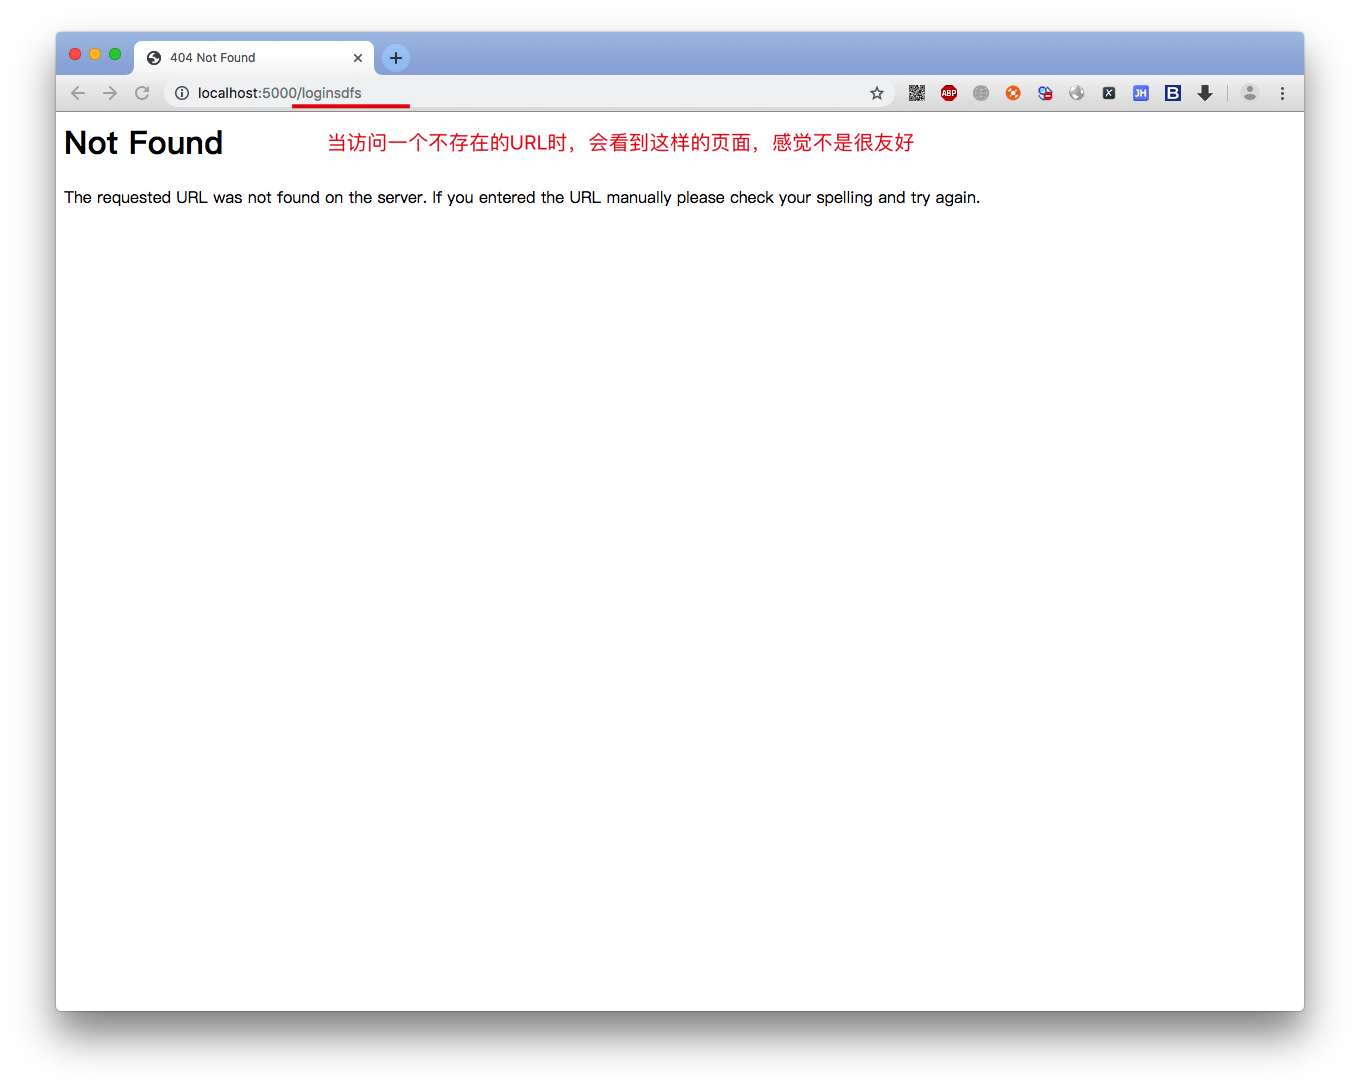 404 Not Found
localhost:5000/loginsdfs
ABP
X
JH
B
Not Found
当访问一个不存在的URL时，会看到这样的页面，感觉不是很友好
The requested URL was not found on the server. If you entered the URL manually please check your spelling and try again.